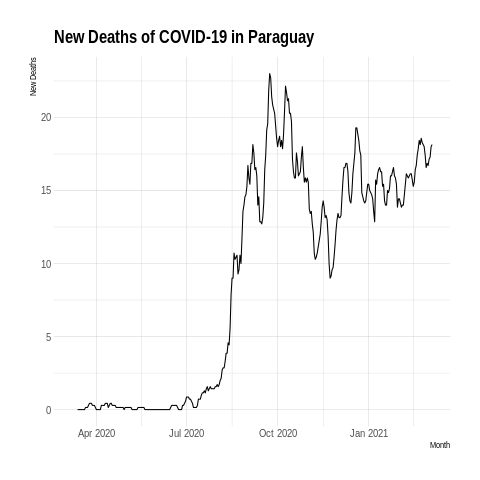 New Deaths of COVID-19 in Paraguay
New Deaths
20
15
10
5
0
Apr 2020 Jul 2020 Oct 2020 Jan 2021
Month